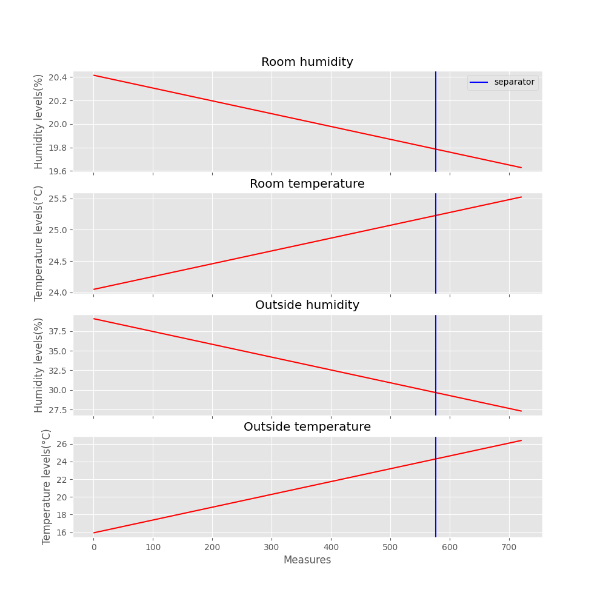 Room humidity
Humidity levels(%)
20.4
20.2
20.0
19.8
19.6
separator
Room temperature
Temperature levels(°C)
25.5
25.0
24.5
24.0
Outside humidity
Humidity levels(%)
37.5
35.0
32.5
30.0
27.5
Outside temperature
Temperature levels(°C)
26
24
22
20
18
16
0 100 200 300 400 500 600 700
Measures